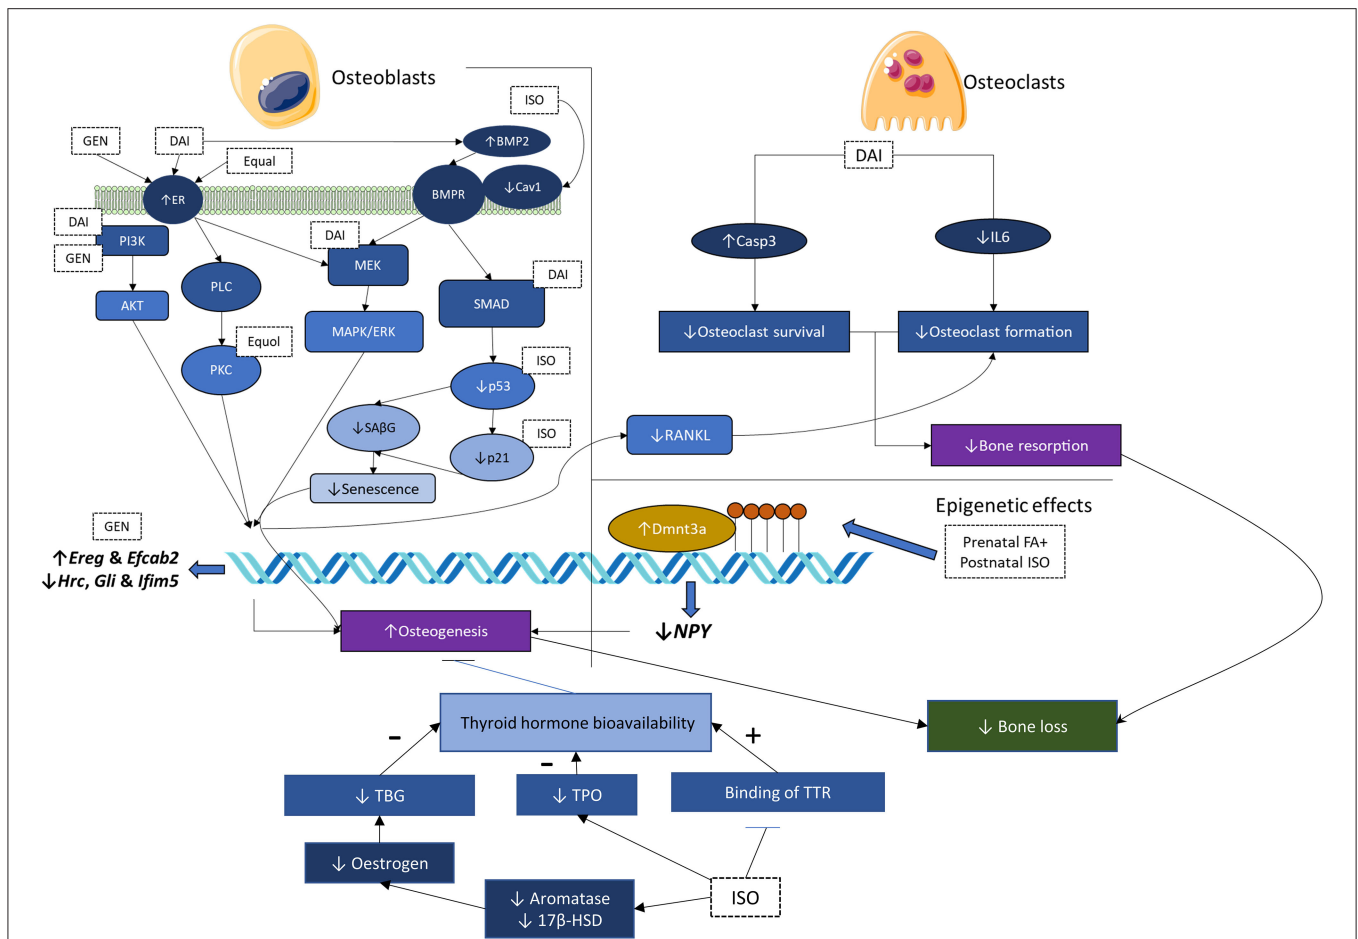 Osteoblasts
Osteoclasts
ISO
GEN
DAI
Equal
↑BMP2
DAI
↑ER
BMPR
↓Cav1
DAI
GEN
PI3K
DAI
MEK
↑Casp3
↓IL6
PLC
DAI
SMAD
AKT
MAPK/ERK
↓Osteoclast survival
↓Osteoclast formation
Equol
PKC
ISO
↓p53
↓SAβG
ISO
↓p21
↓RANKL
↓Bone resorption
↓Senescence
GEN
↑Ereg & Efcab2
↓Hrc, Gli & Ifim5
↑Dmnt3a
Epigenetic effects
Prenatal FA+
Postnatal ISO
↑Osteogenesis
↓NPY
Thyroid hormone bioavailability
↓ Bone loss
-
-
+
↓ TBG
↓ TPO
Binding of TTR
↓ Oestrogen
↓ Aromatase
↓ 17β-HSD
ISO